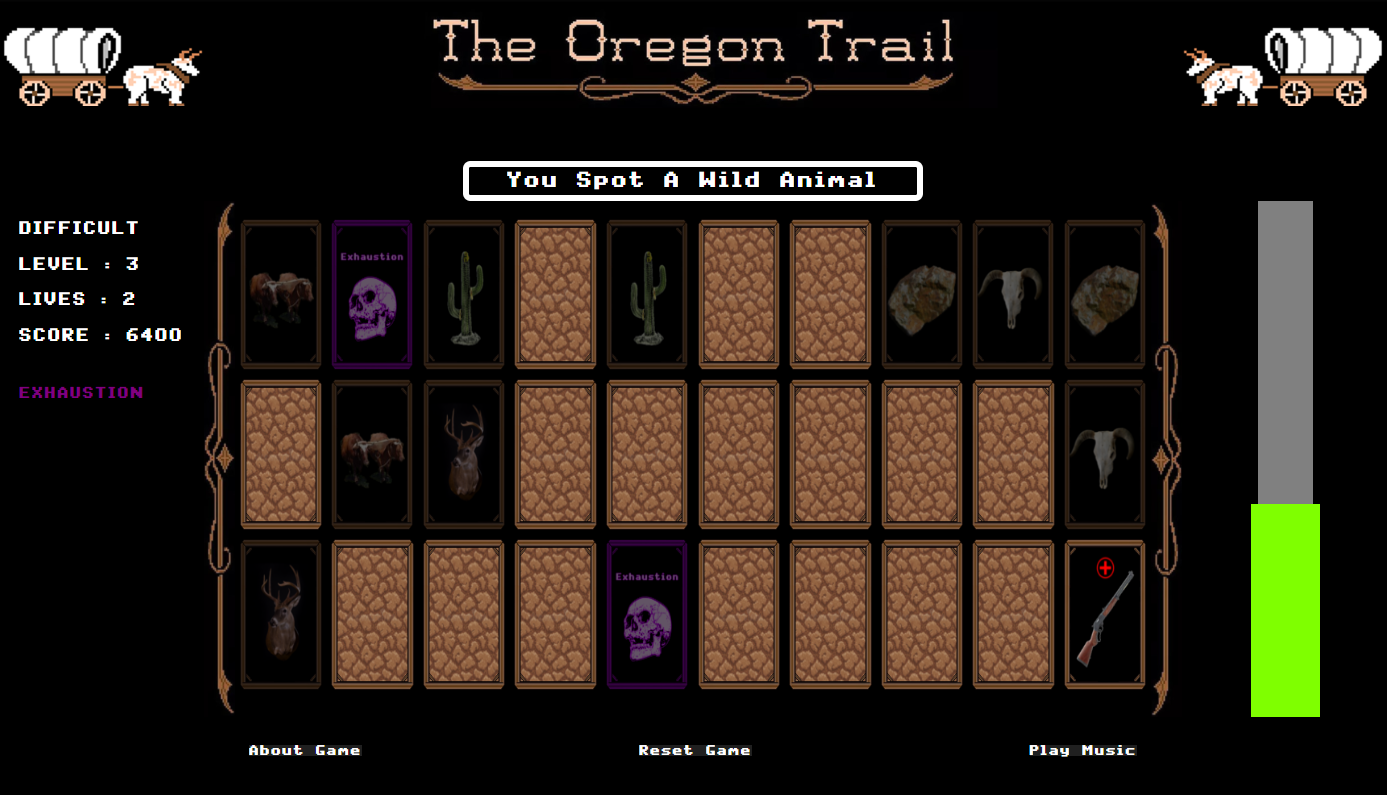 The Oregon Trail
You Spot A Wild Animal
DIFFICULT
LEVEL : 3
LIVES : 2
SCORE : 6400
EXHAUSTION
Exhaustion
Exhaustion
About Game
Reset Game
Play Music